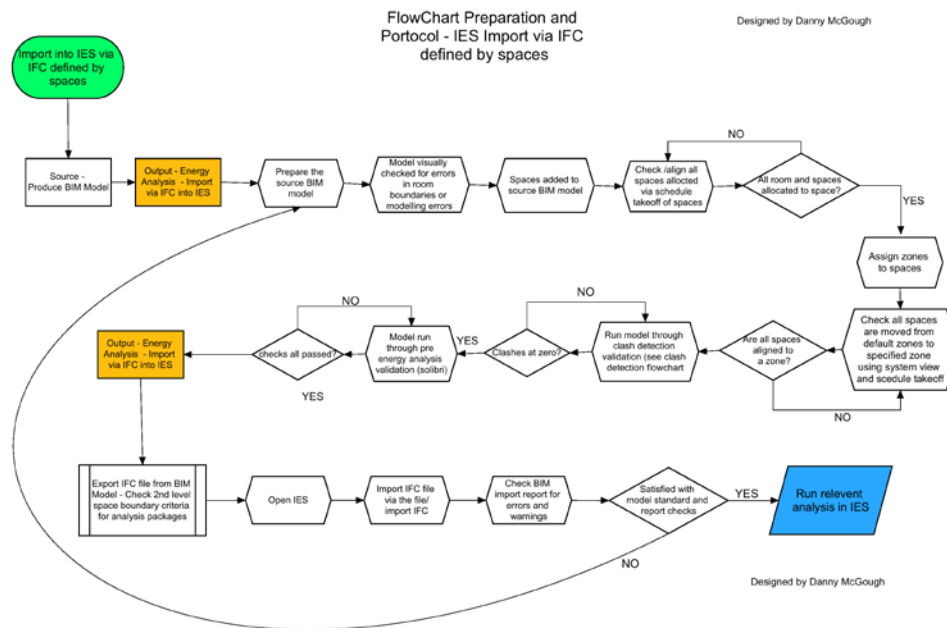 FlowChart Preparation and
Portocol - IES Import via IFC
defined by spaces
Designed by Danny McGough
Import into IES via
IFC defined by
spaces
Source -
Produce BIM Model
Output - Energy
Analysis - Import
via IFC into IES
Prepare the
source BIM
model
Model visually
checked for errors
in room
boundaries or
modelling errors
Spaces added to
source BIM model
Check /align all
spaces allocted
via schedule
takeoff of spaces
NO
All room and spaces
allocated to space?
YES
Assign zones
to spaces
Check all spaces
are moved from
default zones to
specified zone
using system view
and scedule takeoff
Are all spaces
aligned to
a zone?
NO
Run model through
clash detection
validation (see clash
detection flowchart
NO
Clashes at zero?
YES
Model run
through pre
energy analysis
validation (solibri)
NO
checks all passed?
YES
Output - Energy
Analysis - Import
via IFC into IES
Export IFC file from BIM
Model - Check 2nd level
space boundary criteria
for analysis packages
Open IES
Import IFC file
via the file/
import IFC
Check BIM
import report for
errors and
warnings
Satisfied with
model standard and
report checks
YES
NO
Run relevent
analysis in IES
Designed by Danny McGough